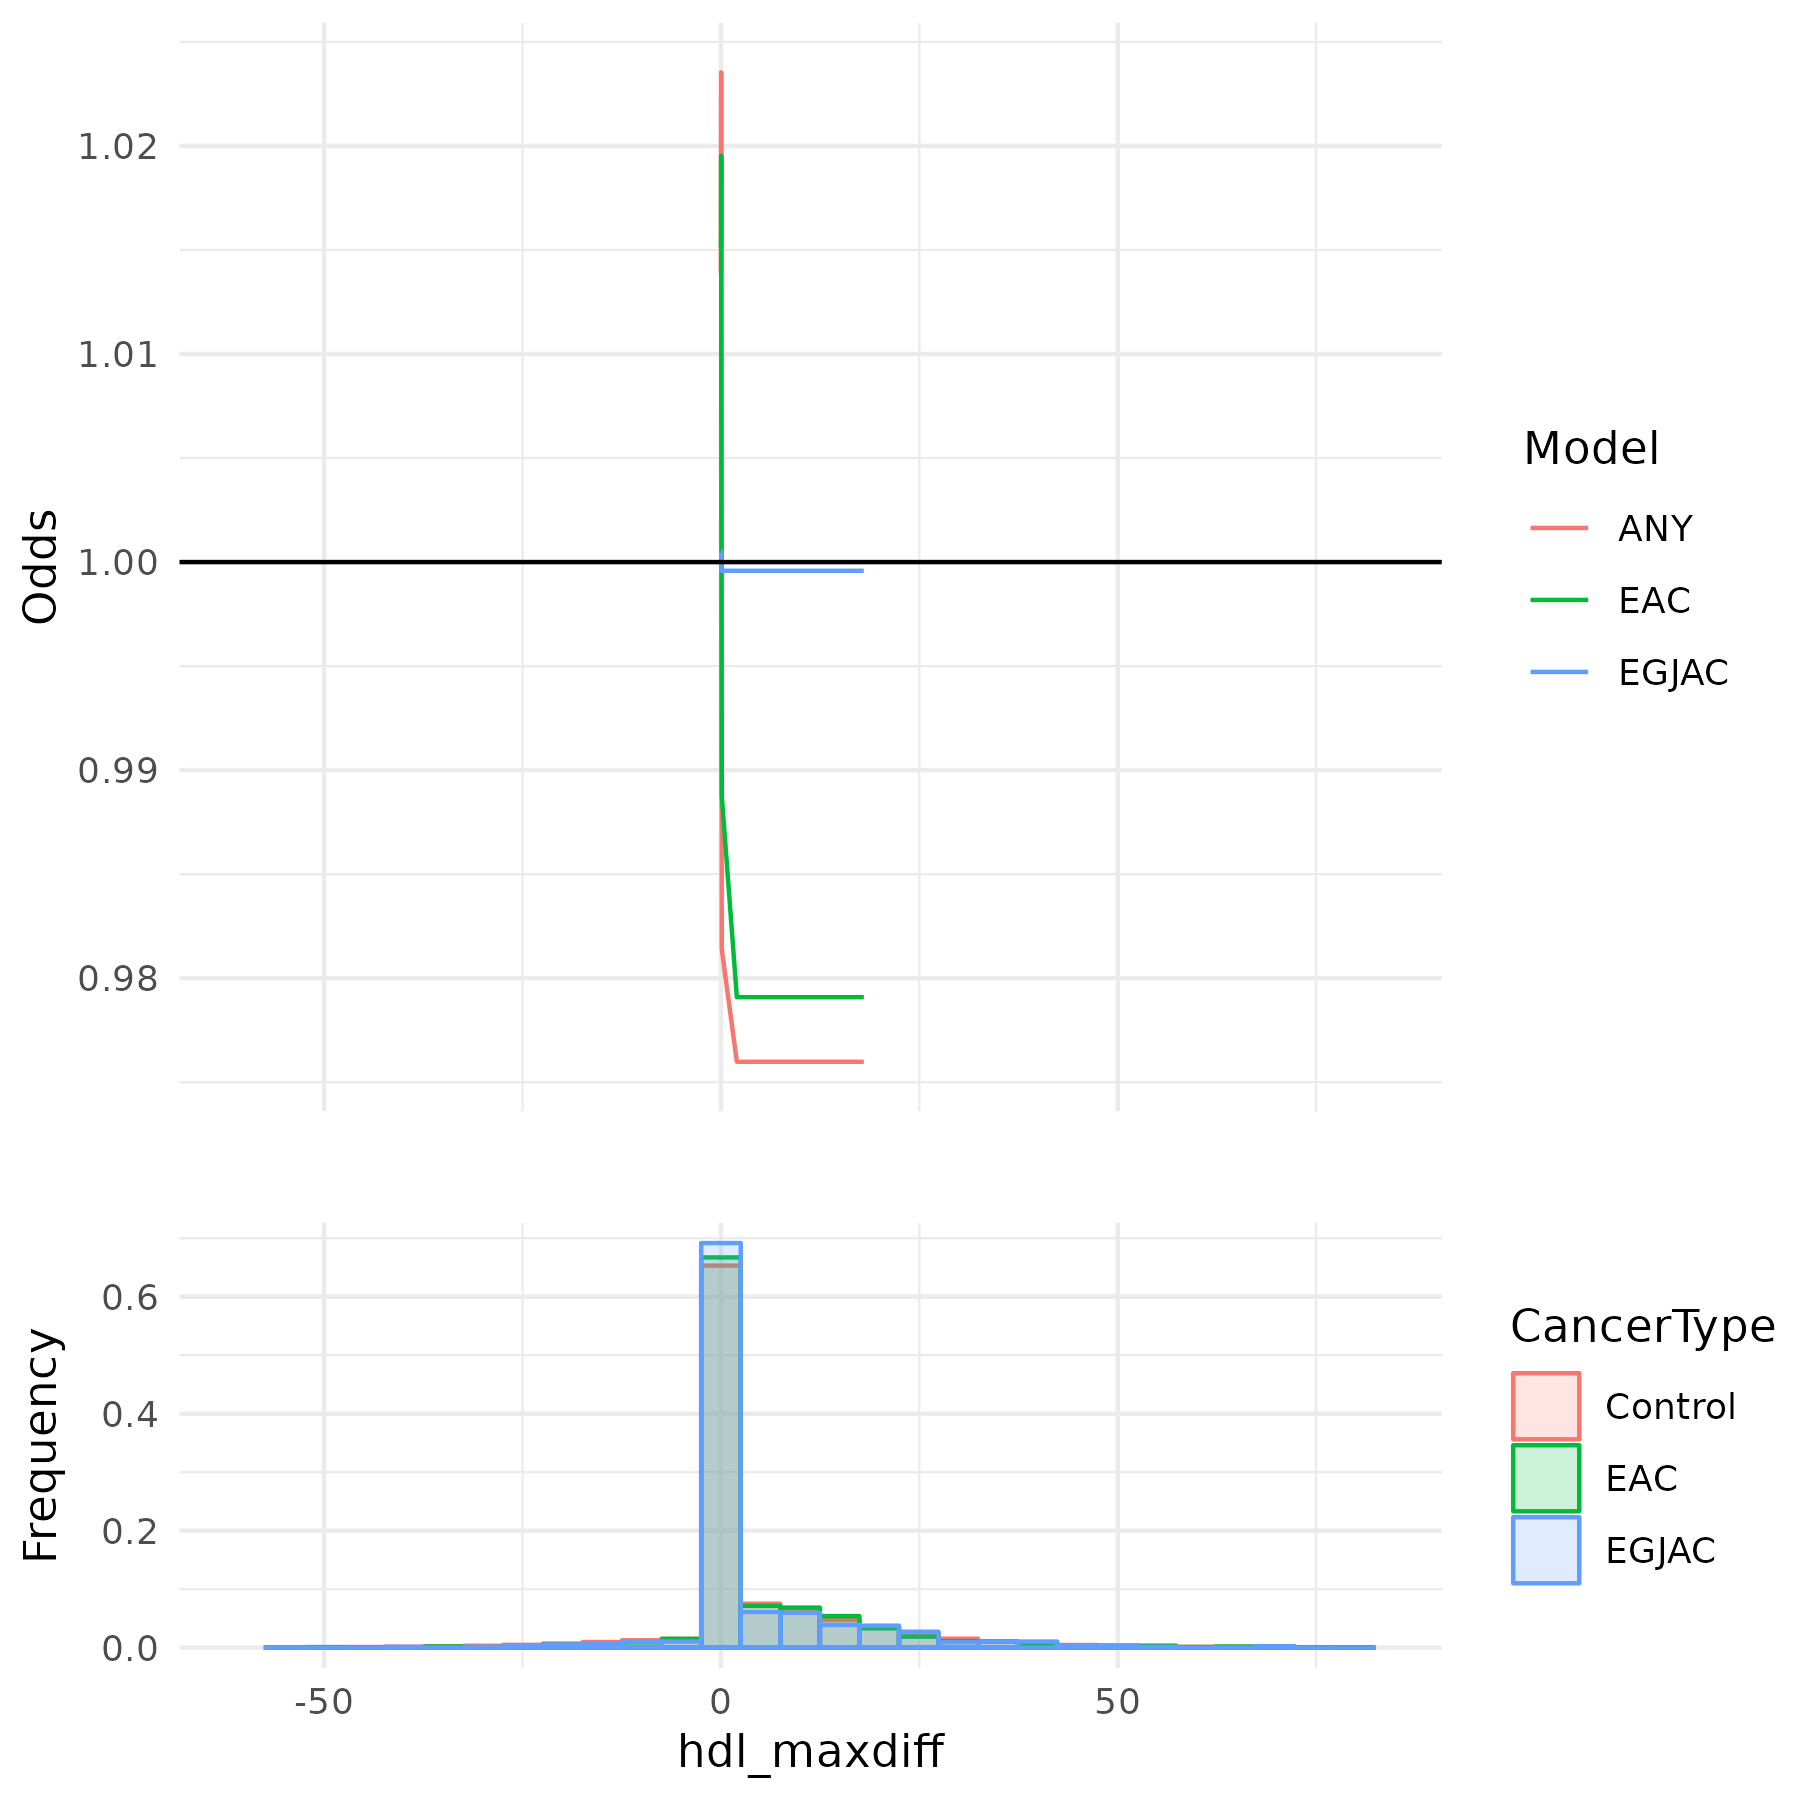 1.02
1.01
1.00
0.99
0.98
Odds
Model
ANY
EAC
EGJAC
0.6
0.4
0.2
0.0
Frequency
-50
0
50
hdl_maxdiff
CancerType
Control
EAC
EGJAC